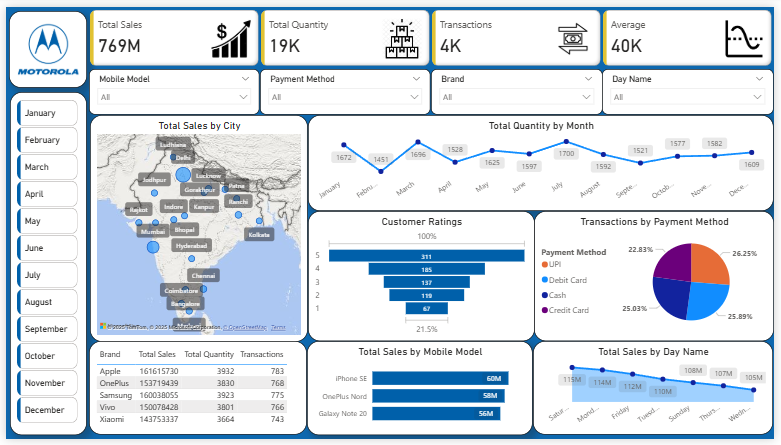 MOTOROLA
Total Sales
769M
Total Quantity
19K
Transactions
4K
Average
40K
Mobile Model
All
Payment Method
All
Brand
All
Day Name
All
January
February
March
April
May
June
July
August
September
October
November
December
Total Sales by City
Ludhiana
Delhi
Jodhpur
Lucknow
Gorakhpur
Patna
Rajkot
Indore
Kanpur
Ranchi
Mumbai
Bhopal
Kolkata
Hyderabad
Chennai
Coimbatore
Bangalore
© 2025 TomTom, © 2025 Microsoft Corporation, © OpenStreetMap Terms
Total Quantity by Month
1672
1451
1696
1528
1625
1597
1700
1592
1521
1577
1582
1609
January
Febru...
March
April
May
June
July
August
Septe...
Octob...
Nove...
Dece...
Customer Ratings
100%
5 311
4 185
3 137
2 119
1 67
21.5%
Transactions by Payment Method
Payment Method
UPI
Debit Card
Cash
Credit Card
22.83%
26.25%
25.03%
25.89%
Brand Total Sales Total Quantity Transactions
Apple 161615730 3932 783
OnePlus 153719439 3830 768
Samsung 160038055 3923 775
Vivo 150078428 3801 766
Xiaomi 143753337 3664 743
Total Sales by Mobile Model
iPhone SE 60M
OnePlus Nord 58M
Galaxy Note 20 56M
Total Sales by Day Name
115M
114M
112M
110M
108M
107M
105M
Satur...
Mond...
Friday
Tuesd...
Sunday
Thurs...
Wedn...